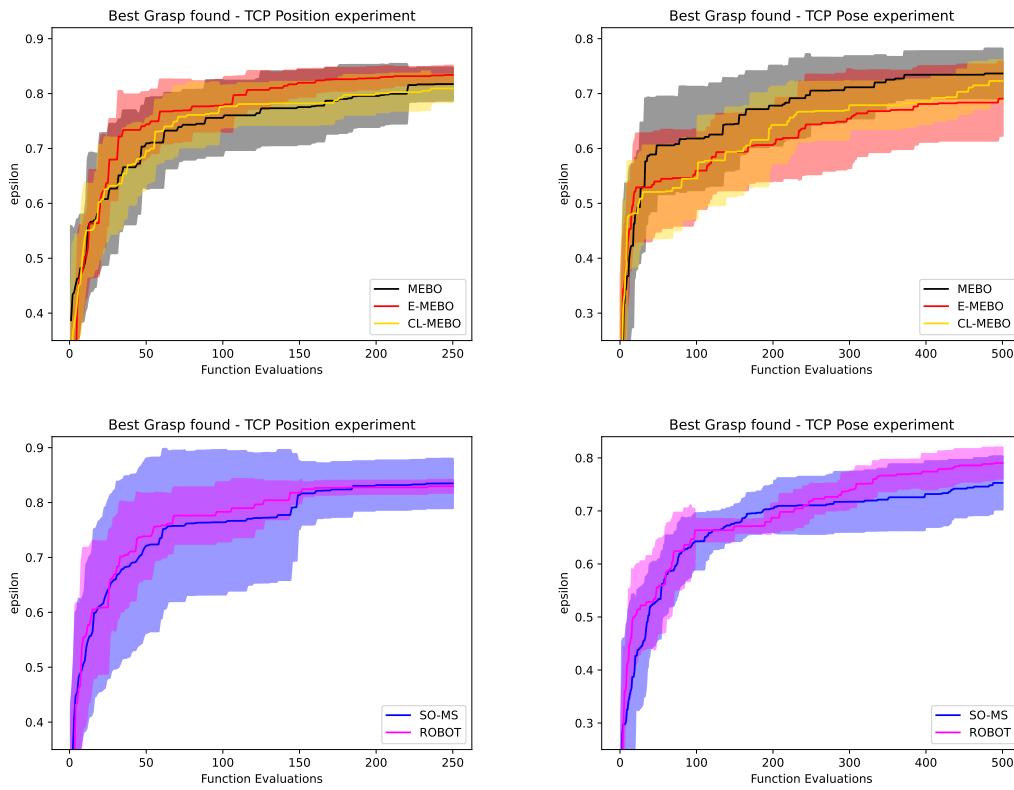 Best Grasp found - TCP Position experiment
epsilon
0.9
0.8
0.7
0.6
0.5
0.4
0
50
100
150
200
250
Function Evaluations
MEBO
E-MEBO
CL-MEBO
Best Grasp found - TCP Pose experiment
epsilon
0.8
0.7
0.6
0.5
0.4
0.3
0
100
200
300
400
500
Function Evaluations
MEBO
E-MEBO
CL-MEBO
Best Grasp found - TCP Position experiment
epsilon
0.9
0.8
0.7
0.6
0.5
0.4
0
50
100
150
200
250
Function Evaluations
SO-MS
ROBOT
Best Grasp found - TCP Pose experiment
epsilon
0.8
0.7
0.6
0.5
0.4
0.3
0
100
200
300
400
500
Function Evaluations
SO-MS
ROBOT